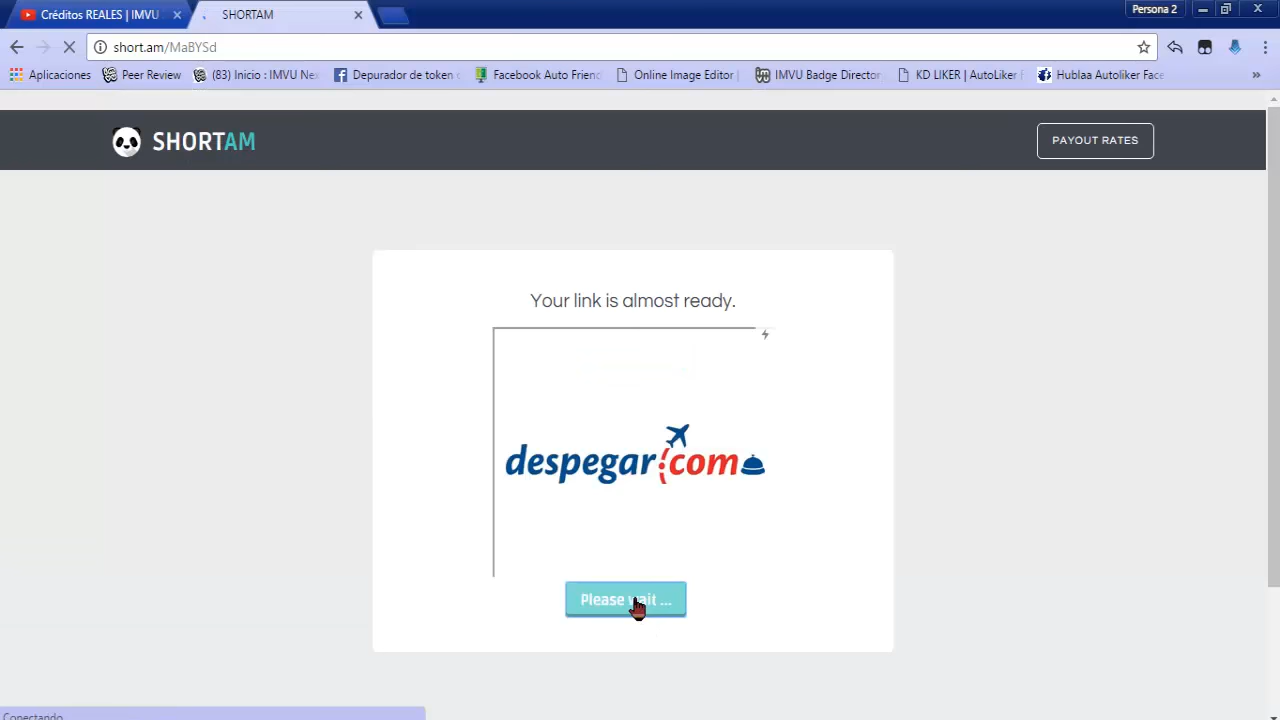 Créditos REALES | IMVU
SHORTAM
Persona 2
short.am/MaBYSd
Aplicaciones
Peer Review
(83) Inicio : IMVU Ne
Depurador de token
Facebook Auto Frien
Online Image Editor |
IMVU Badge Director
KD LIKER | AutoLiker F
Hublaa Autoliker Face
»
SHORTAM
PAYOUT RATES
Your link is almost ready.
despegar.com
Please wait ...
Conectando